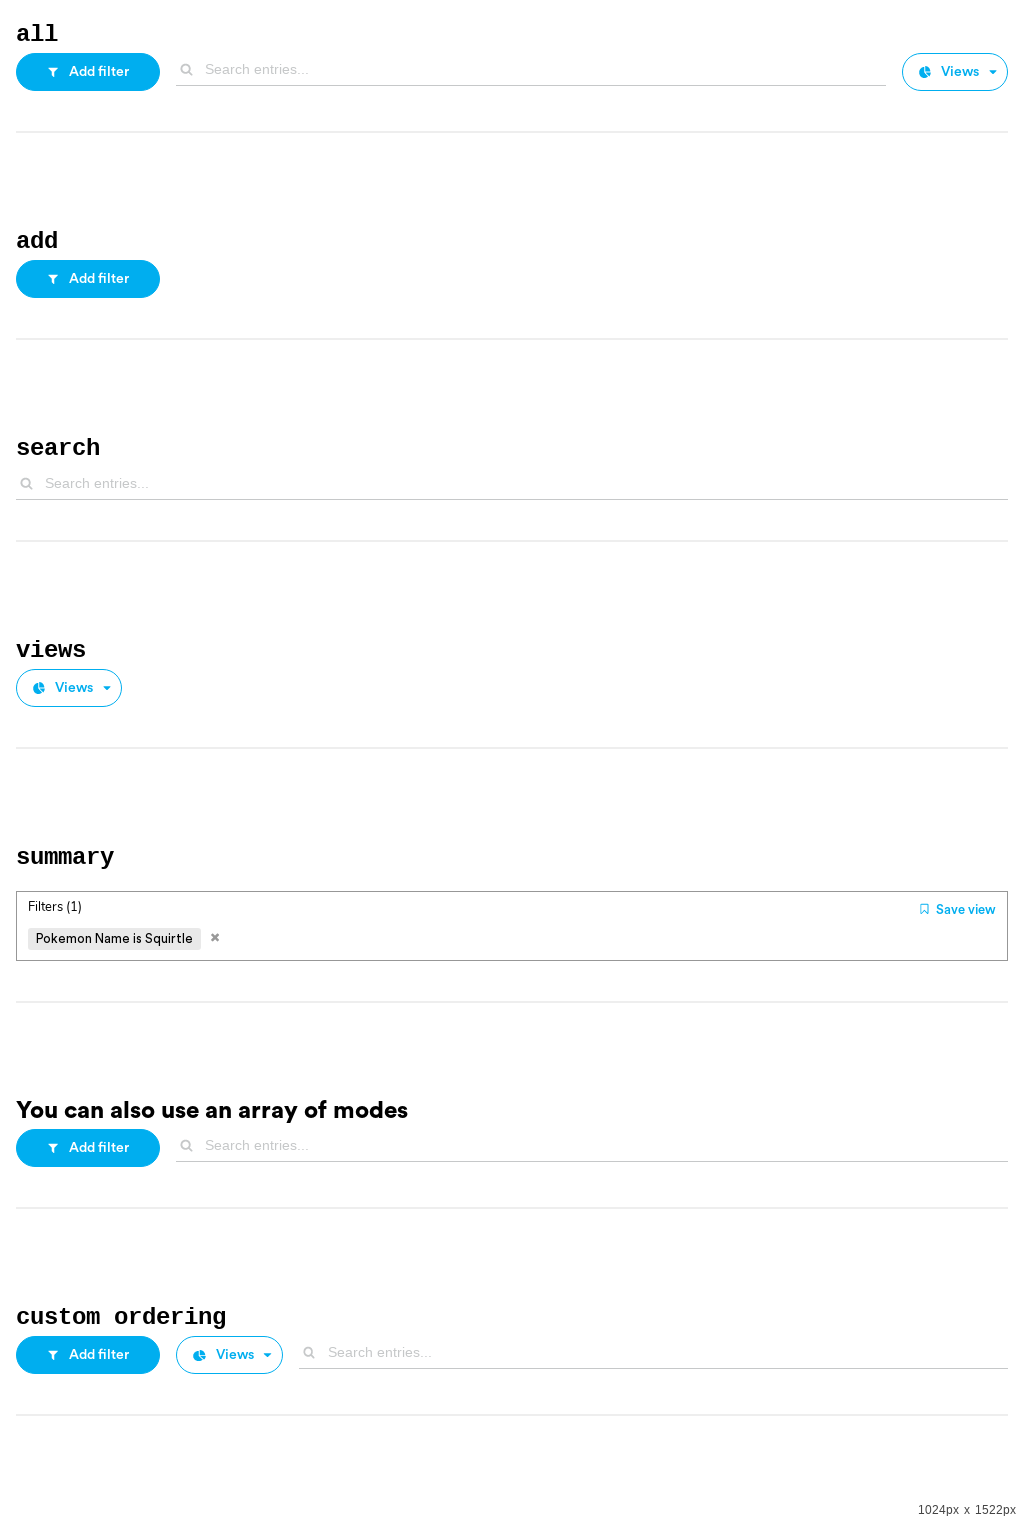 all
Add filter Search entries... Views
add
Add filter
search
Search entries...
views
Views
summary
Filters (1) Save view
Pokemon Name is Squirtle
You can also use an array of modes
Add filter Search entries...
custom ordering
Add filter Views Search entries...
1024px x 1522px